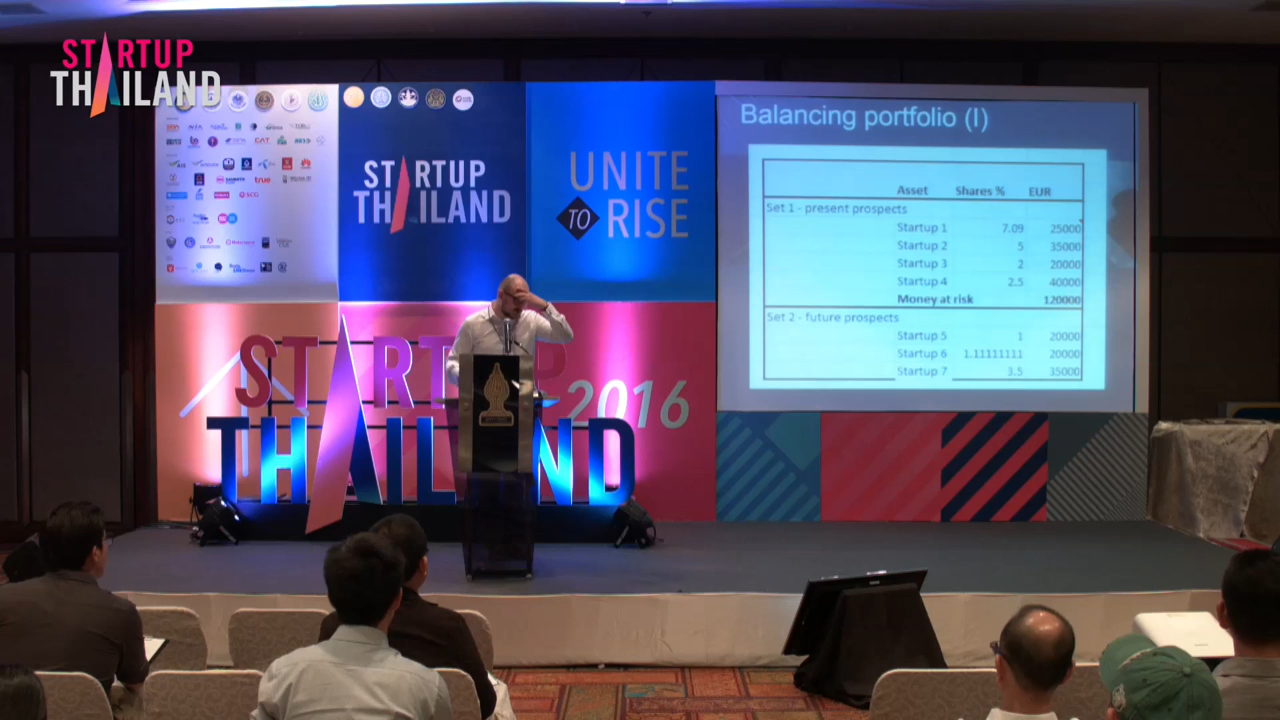 STARTUP
THAILAND
STARTUP
THAILAND
UNITE
TO RISE
true
SCG
CAT
STARTUP 2016
THAILAND
Balancing portfolio (I)
Asset Shares % EUR
Set 1 - present prospects
Startup 1 7.09 25000
Startup 2 5 35000
Startup 3 2 20000
Startup 4 2.5 40000
Money at risk 120000
Set 2 - future prospects
Startup 5 1 20000
Startup 6 1.11111111 20000
Startup 7 3.5 35000